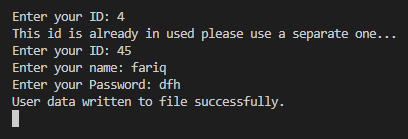 Enter your ID: 4
This id is already in used please use a separate one...
Enter your ID: 45
Enter your name: fariq
Enter your Password: dfh
User data written to file successfully.